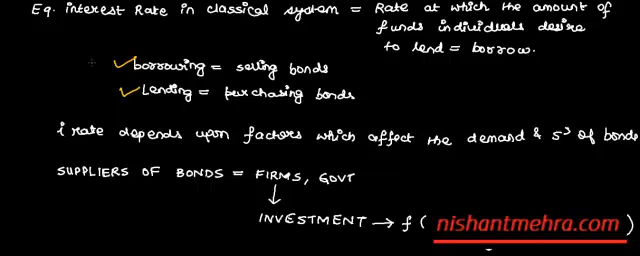 Eq. interest Rate in classical system = Rate at which the amount of
funds individuals desire
to lend = borrow.
borrowing = selling bonds
Lending = purchasing bonds
i rate depends upon factors which affect the demand & s^s of bonds
SUPPLIERS OF BONDS = FIRMS, GOVT
↓
INVESTMENT → f ( nishantmehra.com )